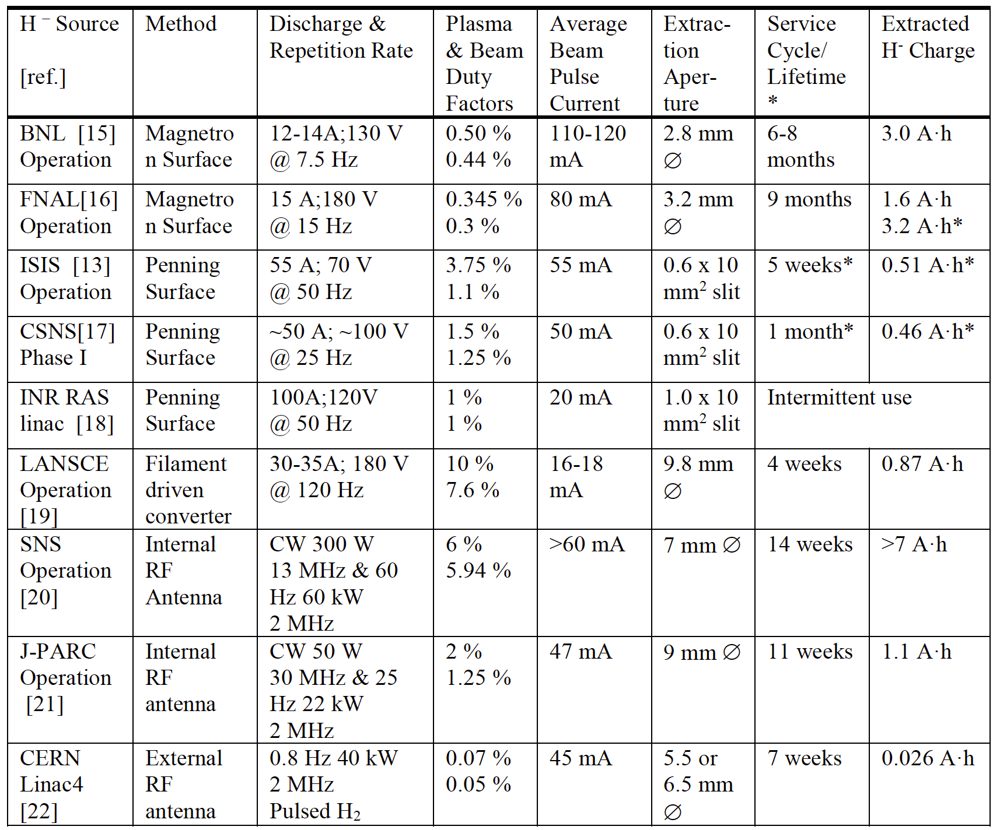 H – Source
[ref.]
Method
Discharge &
Repetition Rate
Plasma
& Beam
Duty
Factors
Average
Beam
Pulse
Current
Extrac-
tion
Aper-
ture
Service
Cycle/
Lifetime
*
Extracted
H- Charge
BNL [15]
Operation
Magnetro
n Surface
12-14A;130 V
@ 7.5 Hz
0.50 %
0.44 %
110-120
mA
2.8 mm
∅
6-8
months
3.0 A·h
FNAL[16]
Operation
Magnetro
n Surface
15 A;180 V
@ 15 Hz
0.345 %
0.3 %
80 mA
3.2 mm
∅
9 months
1.6 A·h
3.2 A·h*
ISIS [13]
Operation
Penning
Surface
55 A; 70 V
@ 50 Hz
3.75 %
1.1 %
55 mA
0.6 x 10
mm² slit
5 weeks*
0.51 A·h*
CSNS[17]
Phase I
Penning
Surface
~50 A; ~100 V
@ 25 Hz
1.5 %
1.25 %
50 mA
0.6 x 10
mm² slit
1 month*
0.46 A·h*
INR RAS
linac [18]
Penning
Surface
100A;120V
@ 50 Hz
1 %
1 %
20 mA
1.0 x 10
mm² slit
Intermittent use
LANSCE
Operation
[19]
Filament
driven
converter
30-35A; 180 V
@ 120 Hz
10 %
7.6 %
16-18
mA
9.8 mm
∅
4 weeks
0.87 A·h
SNS
Operation
[20]
Internal
RF
Antenna
CW 300 W
13 MHz & 60
Hz 60 kW
2 MHz
6 %
5.94 %
>60 mA
7 mm ∅
14 weeks
>7 A·h
J-PARC
Operation
[21]
Internal
RF
antenna
CW 50 W
30 MHz & 25
Hz 22 kW
2 MHz
2 %
1.25 %
47 mA
9 mm ∅
11 weeks
1.1 A·h
CERN
Linac4
[22]
External
RF
antenna
0.8 Hz 40 kW
2 MHz
Pulsed H₂
0.07 %
0.05 %
45 mA
5.5 or
6.5 mm
∅
7 weeks
0.026 A·h